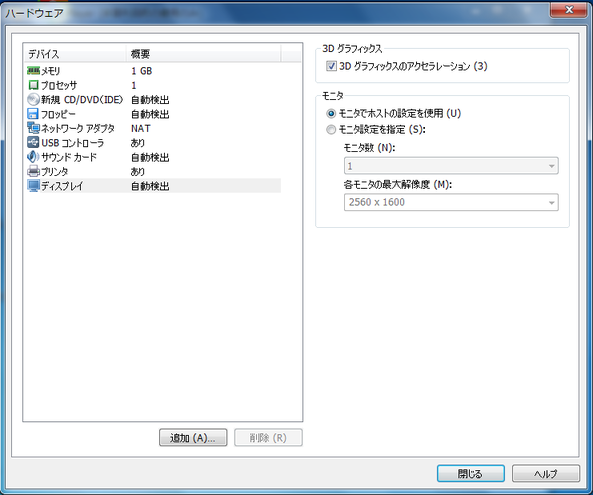 ハードウェア
デバイス 概要
メモリ 1 GB
プロセッサ 1
新規 CD/DVD(IDE) 自動検出
フロッピー 自動検出
ネットワーク アダプタ NAT
USB コントローラ あり
サウンド カード 自動検出
プリンタ あり
ディスプレイ 自動検出
追加 (A)...
削除 (R)
3D グラフィックス
3D グラフィックスのアクセラレーション (3)
モニタ
モニタでホストの設定を使用 (U)
モニタ設定を指定 (S):
モニタ数 (N):
1
各モニタの最大解像度 (M):
2560 x 1600
閉じる
ヘルプ